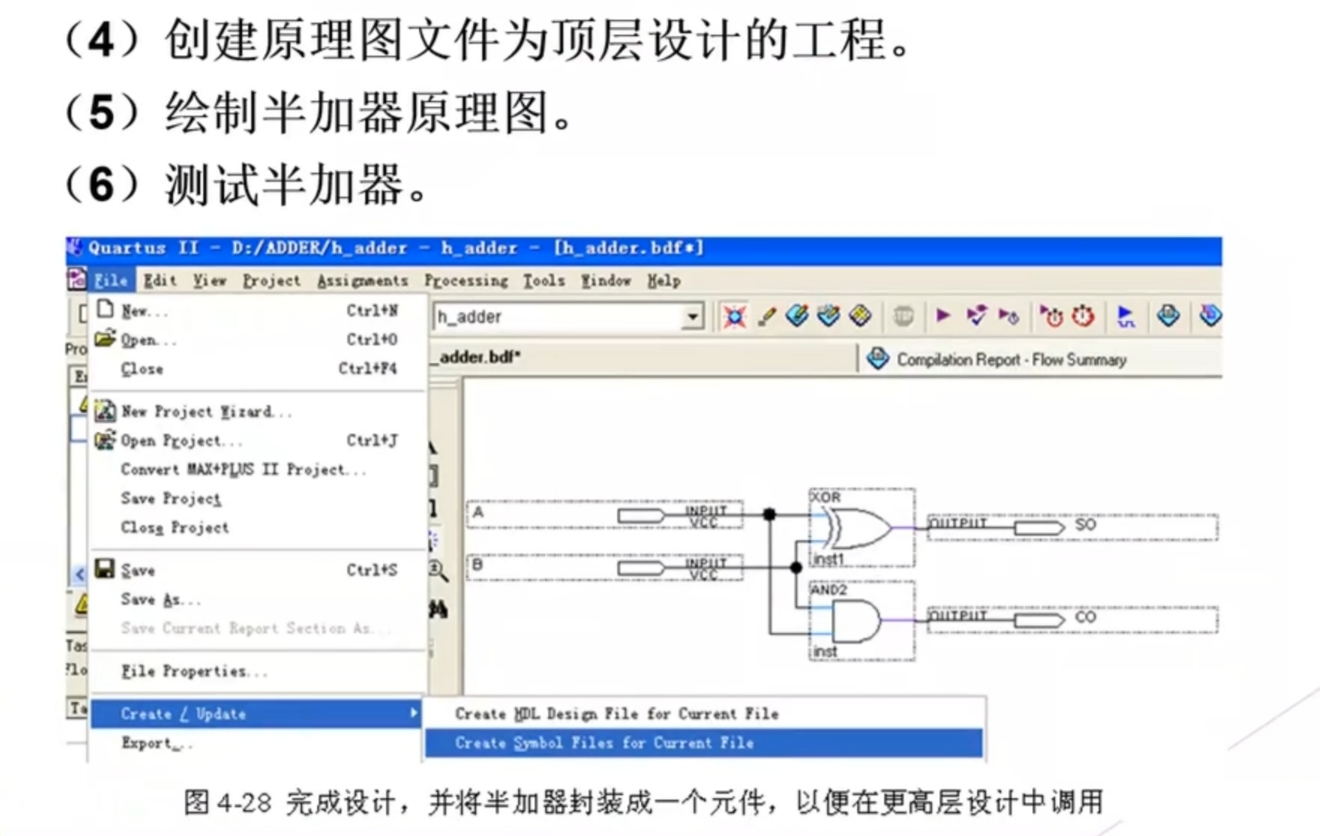 （4）创建原理图文件为顶层设计的工程。
（5）绘制半加器原理图。
（6）测试半加器。
Quartus II - D:/ADDER/h_adder - h_adder - [h_adder.bdf*]
File Edit View Project Assignments Processing Tools Window Help
New... Ctrl+N
h_adder
Open... Ctrl+O
_adder.bdf*
Compilation Report - Flow Summary
Close Ctrl+F4
New Project Wizard...
Open Project... Ctrl+J
Convert MAX+PLUS II Project...
Save Project
Close Project
Save Ctrl+S
Save As...
Save Current Report Section As...
File Properties...
Create / Update
Export...
Create HDL Design File for Current File
Create Symbol Files for Current File
A
INPUT
VCC
XOR
OUTPUT
SO
B
INPUT
VCC
inst1
AND2
OUTPUT
CO
inst
图 4-28 完成设计，并将半加器封装成一个元件，以便在更高层设计中调用